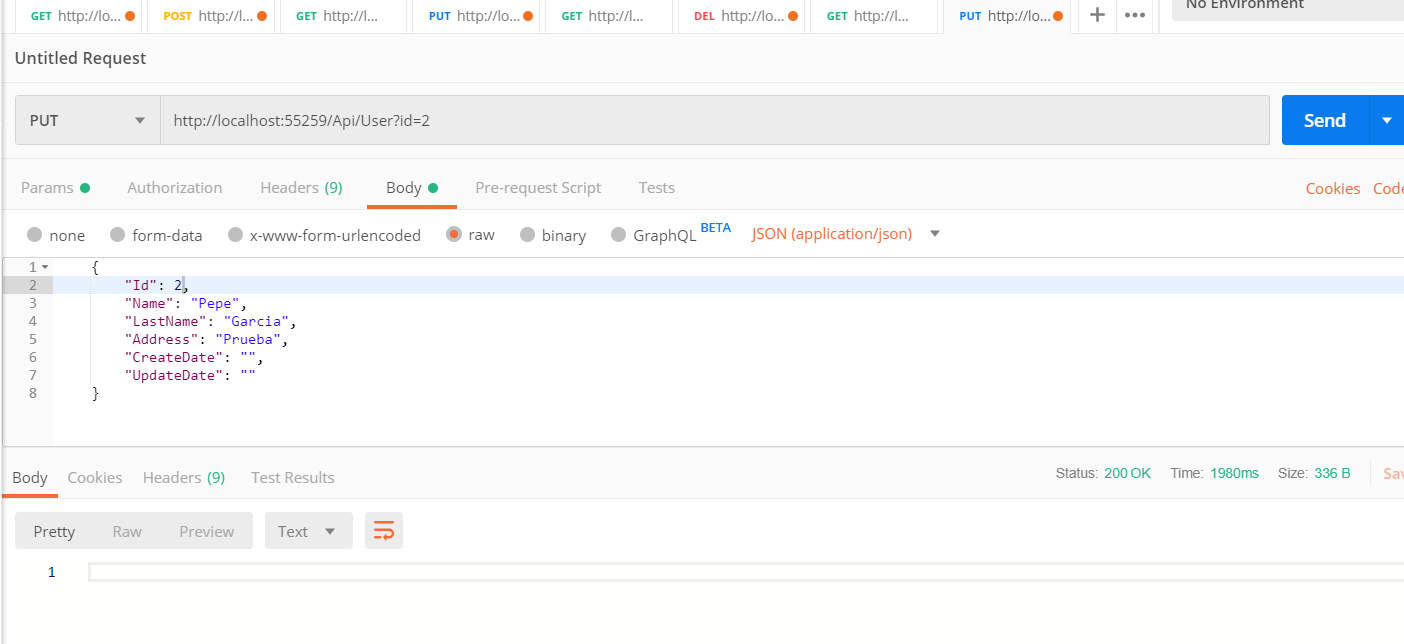 GET http://lo... POST http://l... GET http://l... PUT http://lo... GET http://l... DEL http://lo... GET http://l... PUT http://lo... + ••• No Environment
Untitled Request
PUT http://localhost:55259/Api/User?id=2 Send
Params Authorization Headers (9) Body Pre-request Script Tests Cookies Code
none form-data x-www-form-urlencoded raw binary GraphQL BETA JSON (application/json)
1 {
2 "Id": 2,
3 "Name": "Pepe",
4 "LastName": "Garcia",
5 "Address": "Prueba",
6 "CreateDate": "",
7 "UpdateDate": ""
8 }
Body Cookies Headers (9) Test Results Status: 200 OK Time: 1980ms Size: 336 B Sav
Pretty Raw Preview Text
1